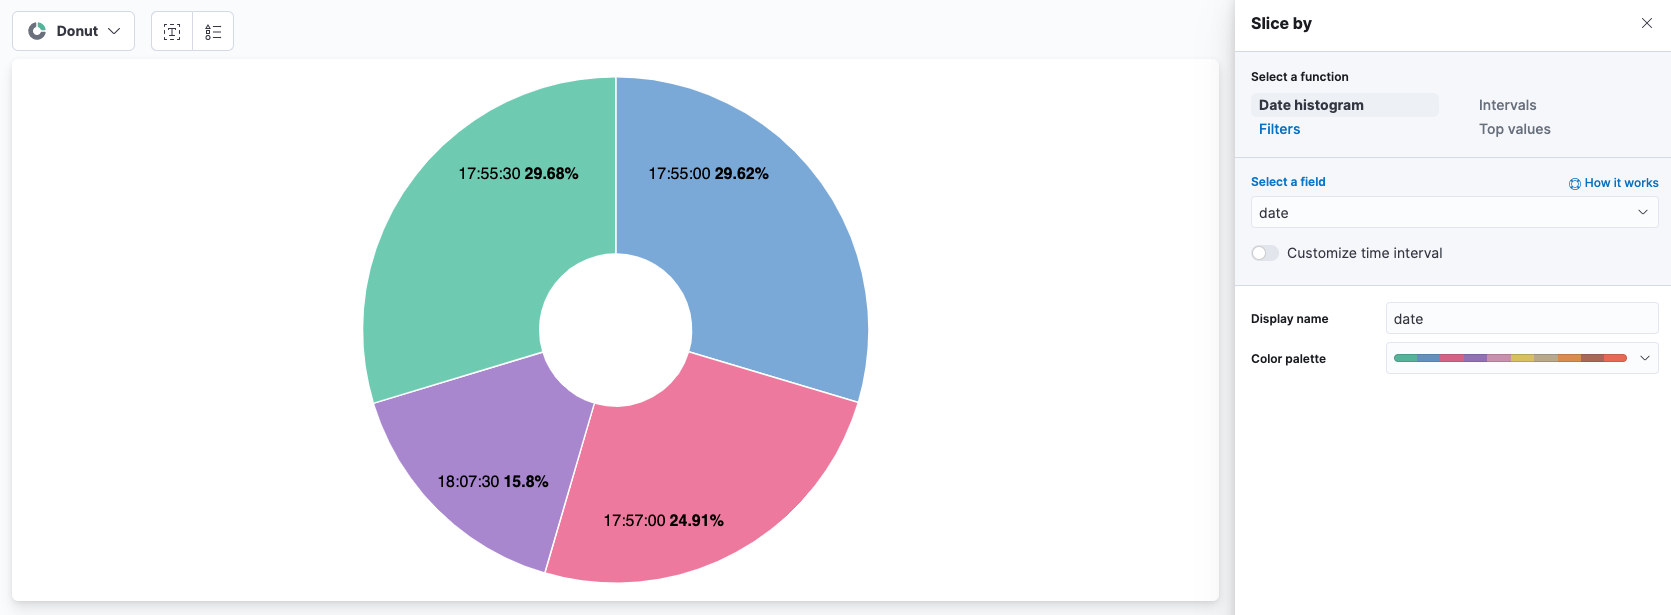 Donut
17:55:30 29.68%
17:55:00 29.62%
18:07:30 15.8%
17:57:00 24.91%
Slice by
Select a function
Date histogram
Intervals
Filters
Top values
Select a field
How it works
date
Customize time interval
Display name
date
Color palette